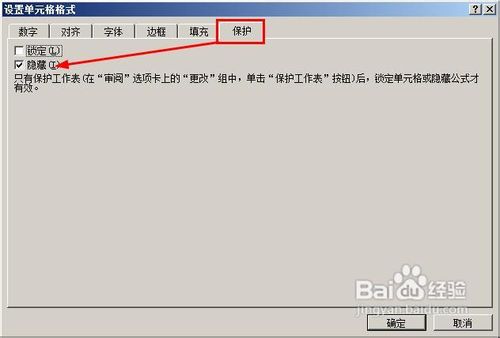 设置单元格格式
数字 对齐 字体 边框 填充 保护
锁定(L)
隐藏(I)
只有保护工作表(在“审阅”选项卡上的“更改”组中，单击“保护工作表”按钮)后，锁定单元格或隐藏公式才
有效。
Baidu经验
jingyan.baidu.com
确定 取消